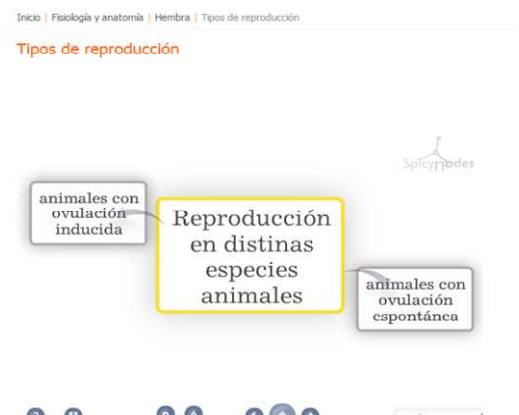 Inicio | Fisiología y anatomía | Hembra | Tipos de reproducción
Tipos de reproducción
Spicynodes
animales con
ovulación
inducida
Reproducción
en distinas
especies
animales
animales con
ovulación
espontánea